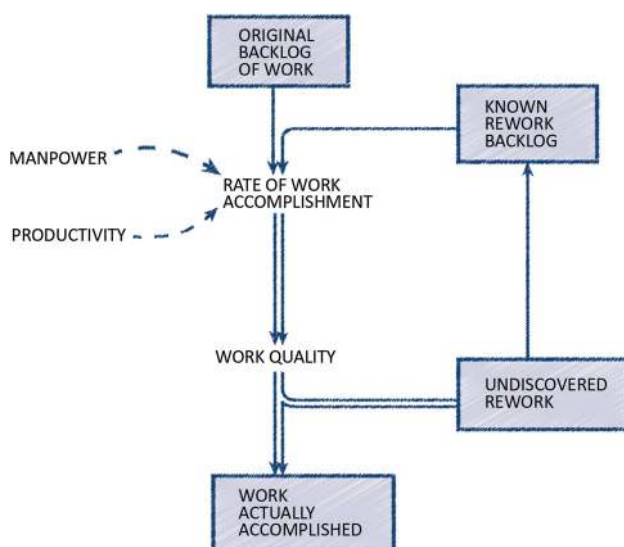 ORIGINAL
BACKLOG
OF WORK
KNOWN
REWORK
BACKLOG
MANPOWER
RATE OF WORK
ACCOMPLISHMENT
PRODUCTIVITY
WORK QUALITY
UNDISCOVERED
REWORK
WORK
ACTUALLY
ACCOMPLISHED